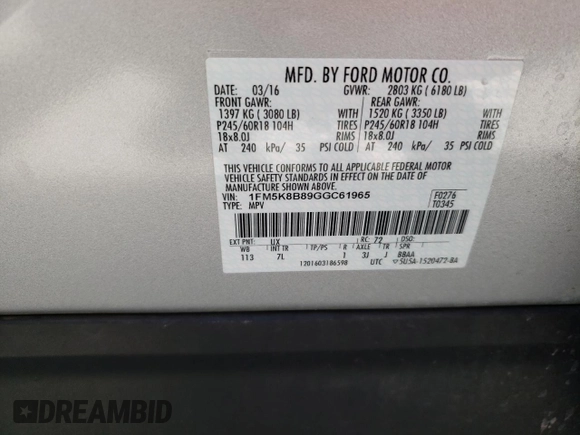 MFD. BY FORD MOTOR CO.
DATE: 03/16 GVWR: 2803 KG ( 6180 LB)
FRONT GAWR: REAR GAWR:
1397 KG ( 3080 LB) WITH 1520 KG ( 3350 LB) WITH
P245/60R18 104H TIRES P245/60R18 104H TIRES
18x8.0J RIMS 18x8.0J RIMS
AT 240 kPa/ 35 PSI COLD AT 240 kPa/ 35 PSI COLD
THIS VEHICLE CONFORMS TO ALL APPLICABLE FEDERAL MOTOR
VEHICLE SAFETY STANDARDS IN EFFECT ON THE DATE OF
MANUFACTURE SHOWN ABOVE.
VIN: 1FM5K8B89GGC61965 F0276
TYPE: MPV T0345
EXT PNT: UX RC: 72 DSO:
WB INT TR TP/PS R AXLE TR SPR
113 7L 1 3J J BBAA
1201603186598 UTC 5U5A-1520472-BA
DREAMBID